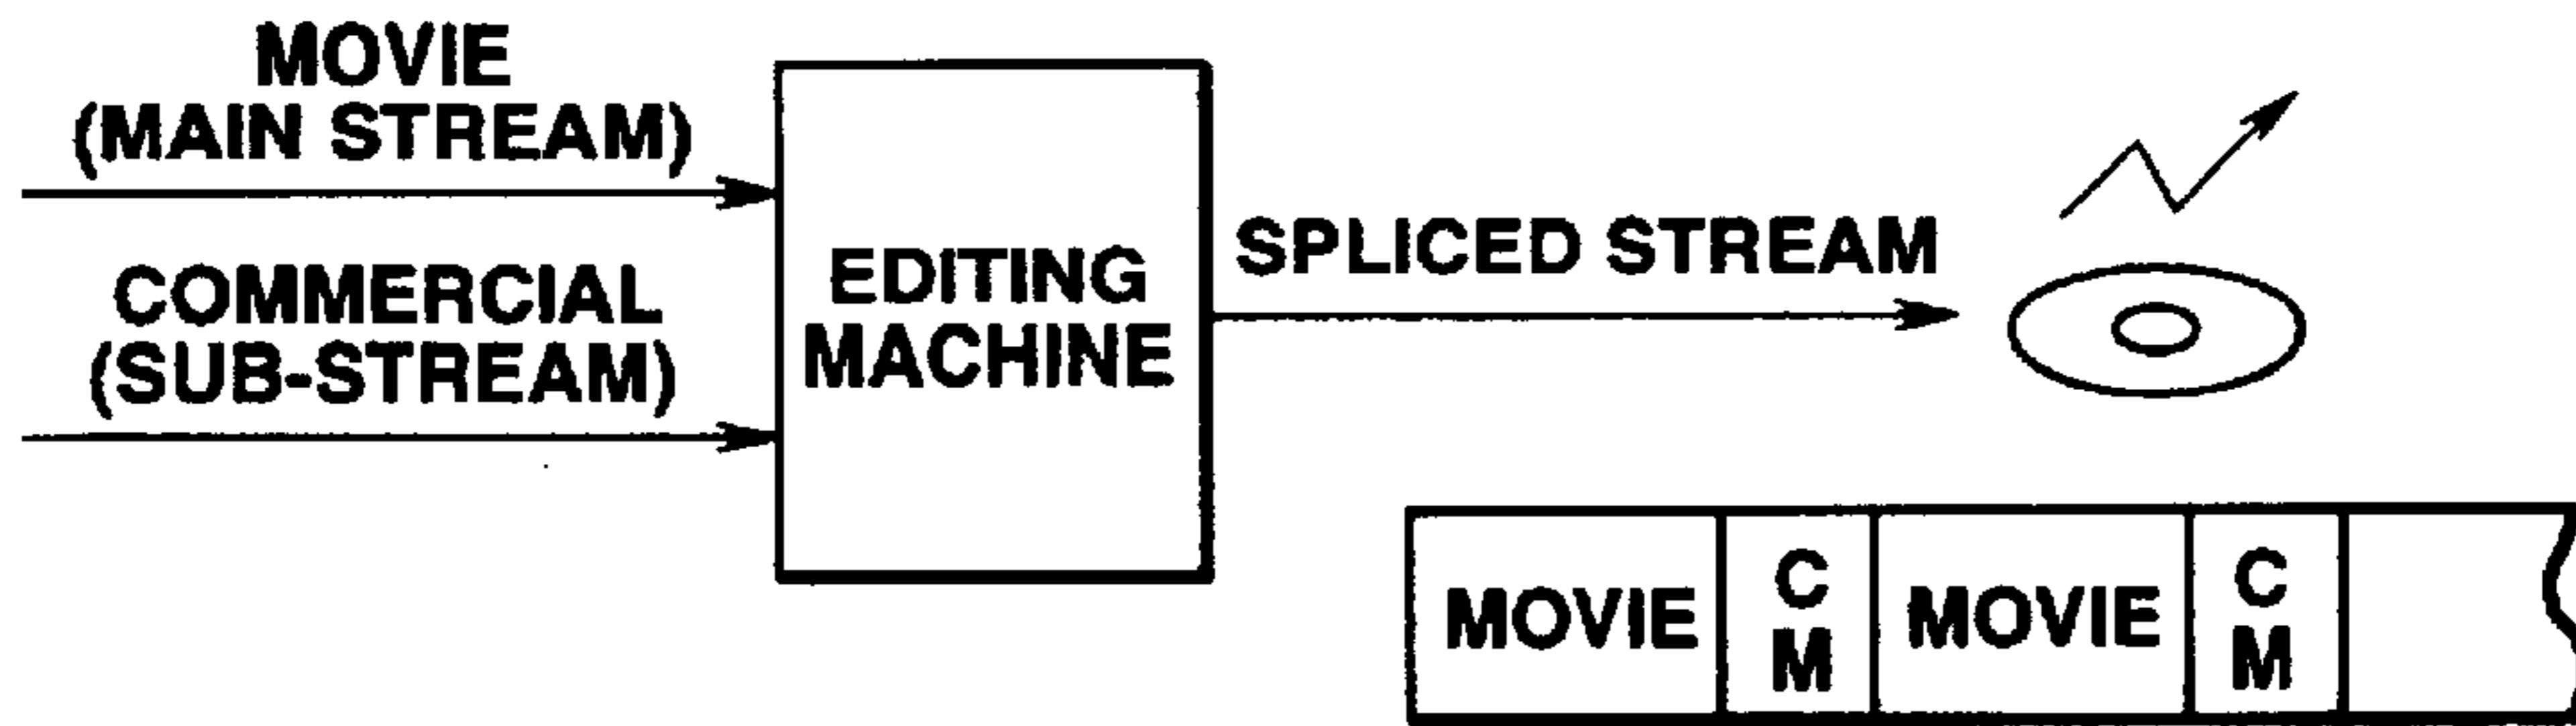 MOVIE
(MAIN STREAM)
COMMERCIAL
(SUB-STREAM)
EDITING
MACHINE
SPLICED STREAM
MOVIE
C
M
MOVIE
C
M